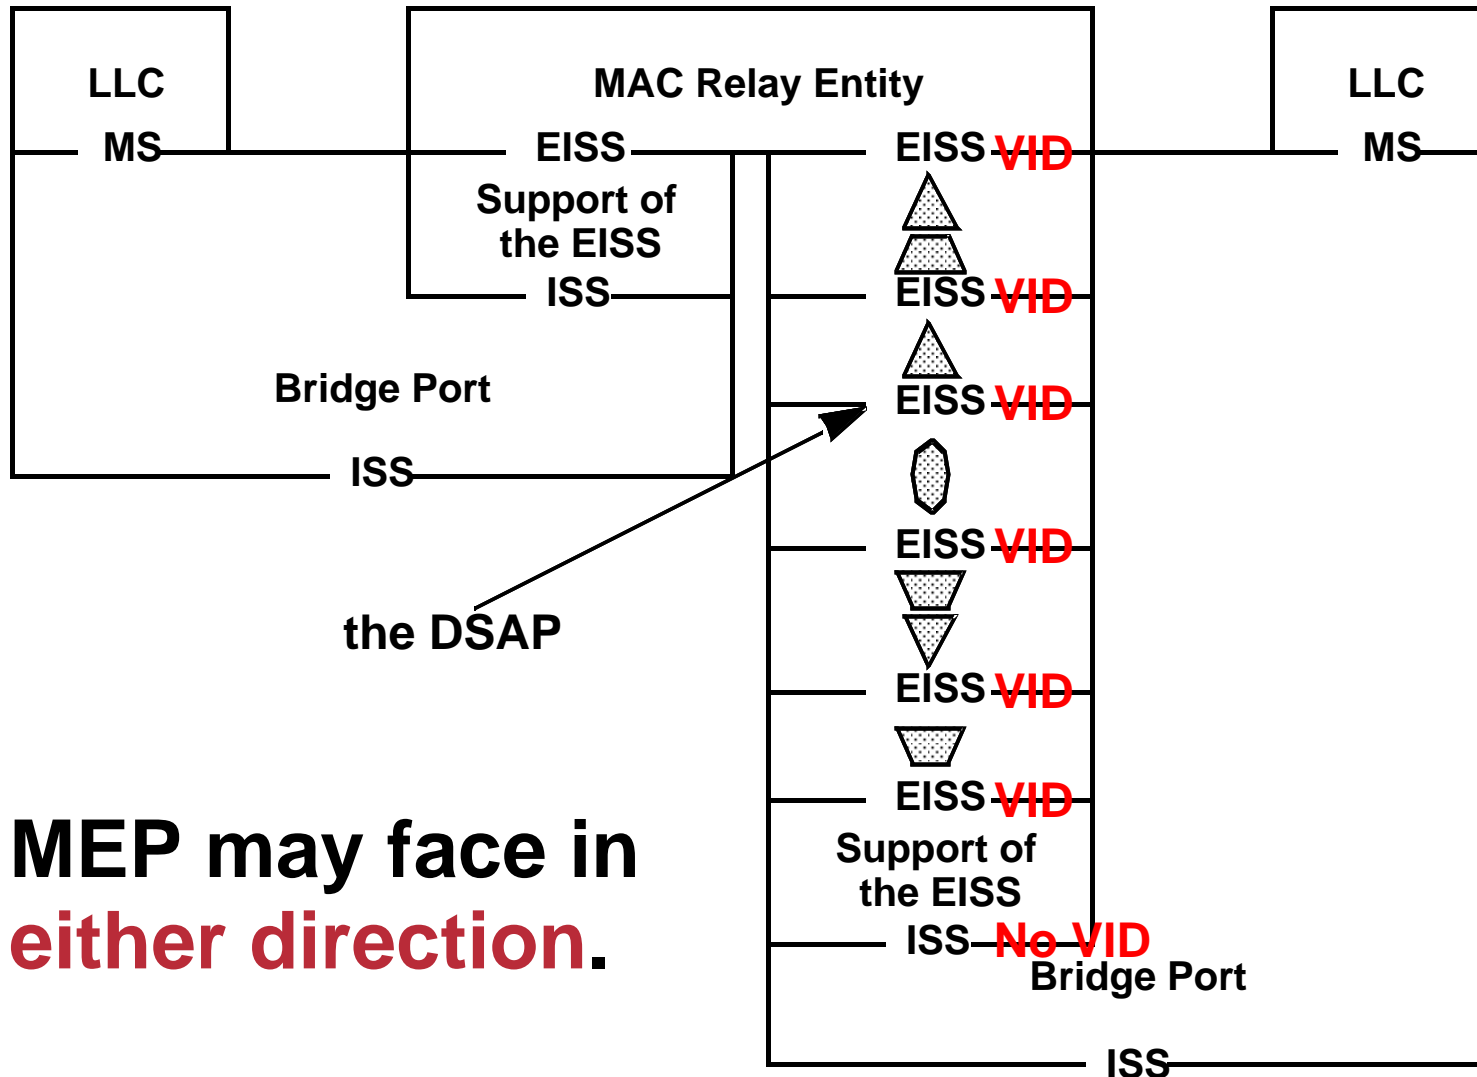 LLC
MAC Relay Entity
LLC
MS
EISS
EISS VID
MS
Support of
the EISS
ISS
EISS VID
Bridge Port
EISS VID
ISS
EISS VID
the DSAP
EISS VID
EISS VID
MEP may face in
either direction.
Support of
the EISS
ISS No VID
Bridge Port
ISS